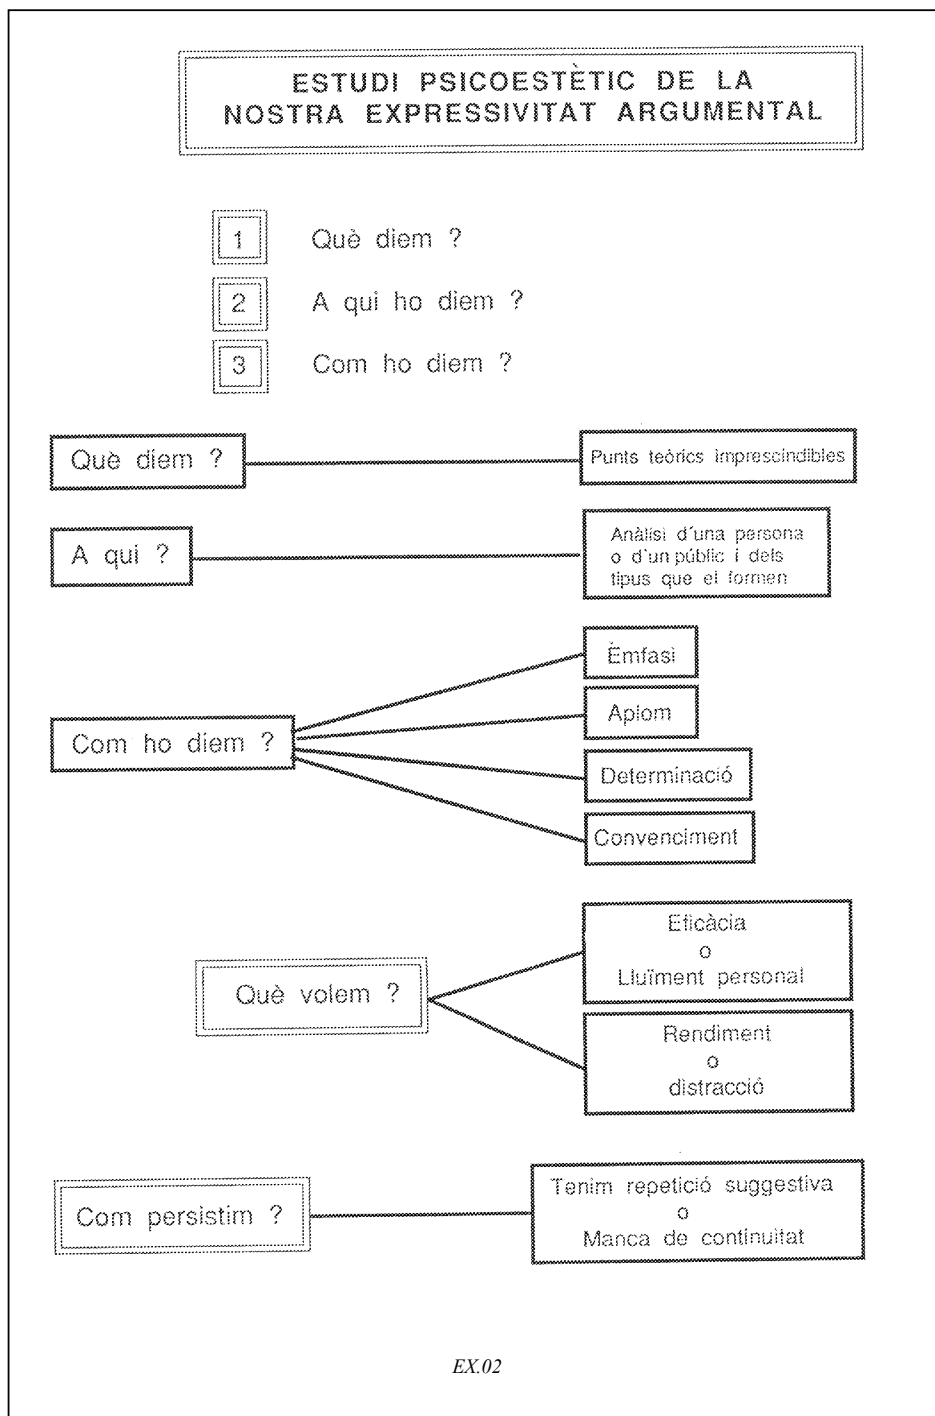 ESTUDI PSICOESTÈTIC DE LA
NOSTRA EXPRESSIVITAT ARGUMENTAL
1 Què diem ?
2 A qui ho diem ?
3 Com ho diem ?
Què diem ?
Punts teòrics imprescindibles
A qui ?
Anàlisi d´una persona
o d´un públic i dels
tipus que el formen
Com ho diem ?
Èmfasi
Aplom
Determinació
Convenciment
Què volem ?
Eficàcia
o
Lluïment personal
Rendiment
o
distracció
Com persistim ?
Tenim repetició suggestiva
o
Manca de continuitat
EX.02